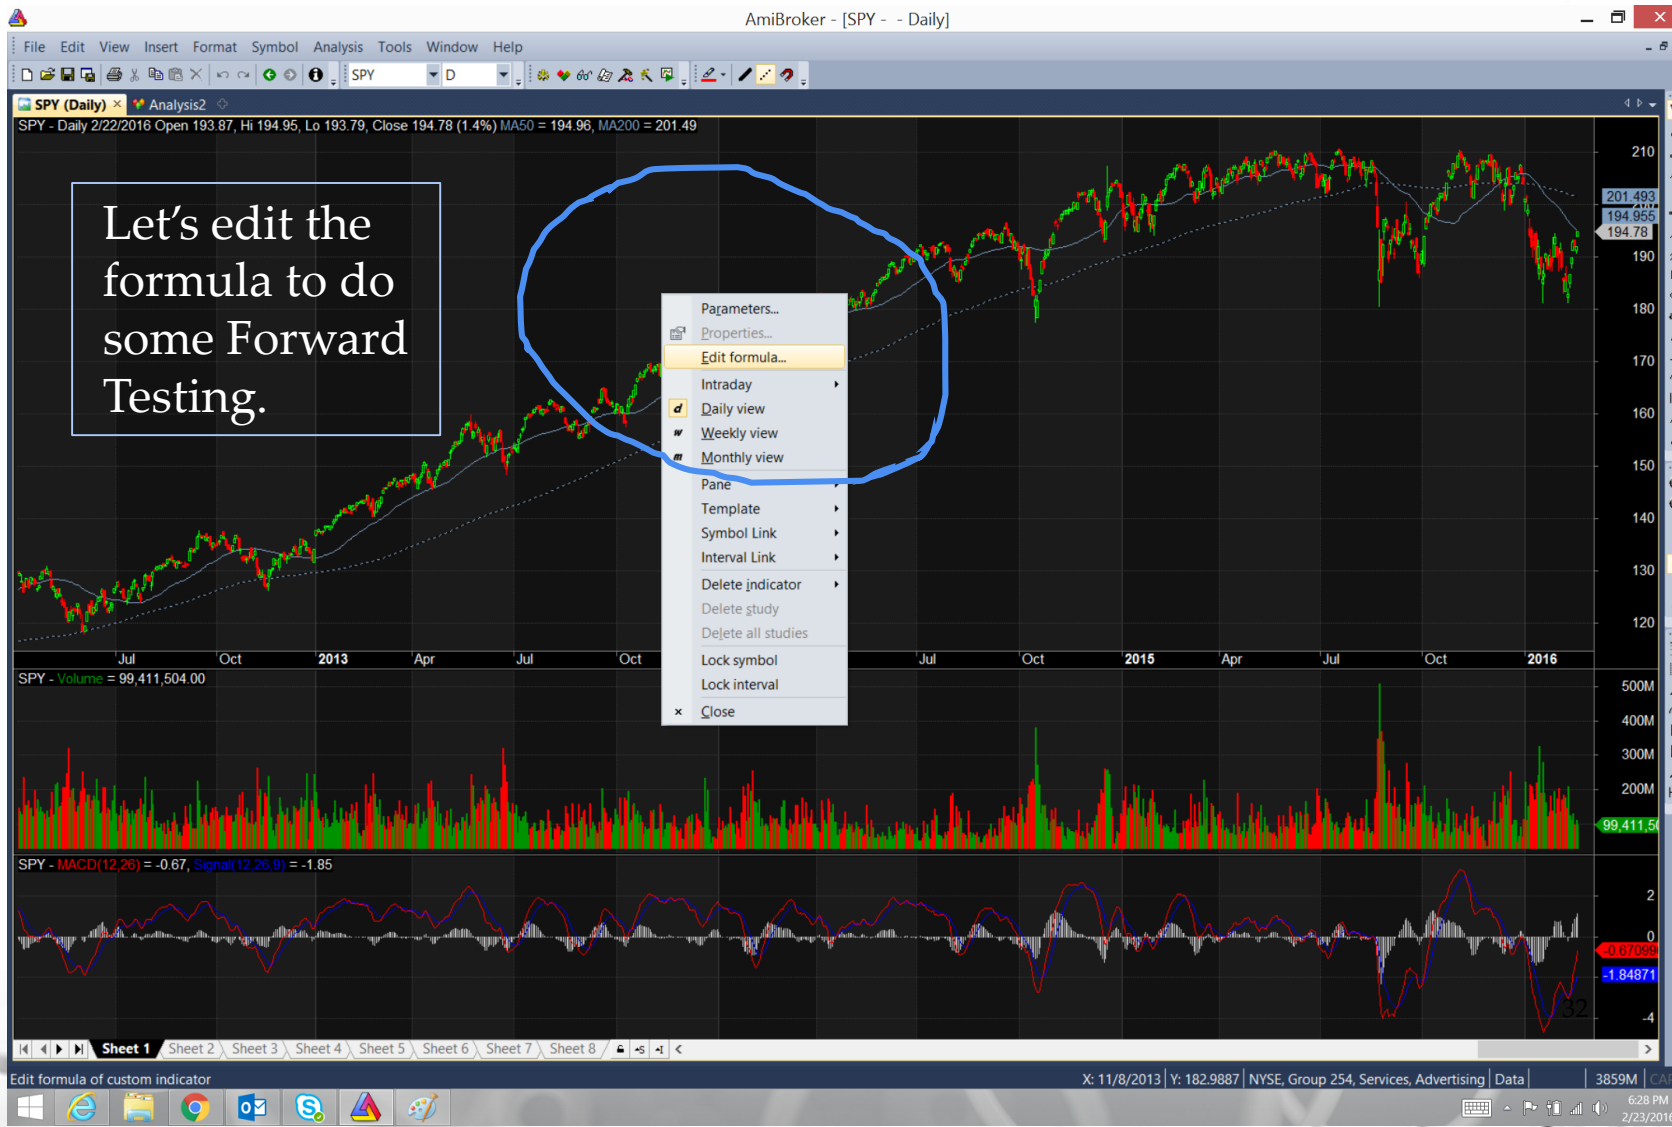 AmiBroker - [SPY - - Daily]
File Edit View Insert Format Symbol Analysis Tools Window Help
SPY D
SPY (Daily) Analysis2
SPY - Daily 2/22/2016 Open 193.87, Hi 194.95, Lo 193.79, Close 194.78 (1.4%) MA50 = 194.96, MA200 = 201.49
Let's edit the
formula to do
some Forward
Testing.
210
201.493
194.955
194.78
190
180
170
160
150
140
130
120
Parameters...
Properties...
Edit formula...
Intraday
d Daily view
w Weekly view
m Monthly view
Pane
Template
Symbol Link
Interval Link
Delete indicator
Delete study
Delete all studies
Lock symbol
Lock interval
Close
Jul Oct 2013 Apr Jul Oct Jul Oct 2015 Apr Jul Oct 2016
SPY - Volume = 99,411,504.00
500M
400M
300M
200M
99,411,50
SPY - MACD(12,26) = -0.67, Signal(12,26,9) = -1.85
2
0
-0.67099
-1.84871
32
-4
Sheet 1 Sheet 2 Sheet 3 Sheet 4 Sheet 5 Sheet 6 Sheet 7 Sheet 8
Edit formula of custom indicator X: 11/8/2013 Y: 182.9887 NYSE, Group 254, Services, Advertising Data 3859M CAP
6:28 PM
2/23/2016